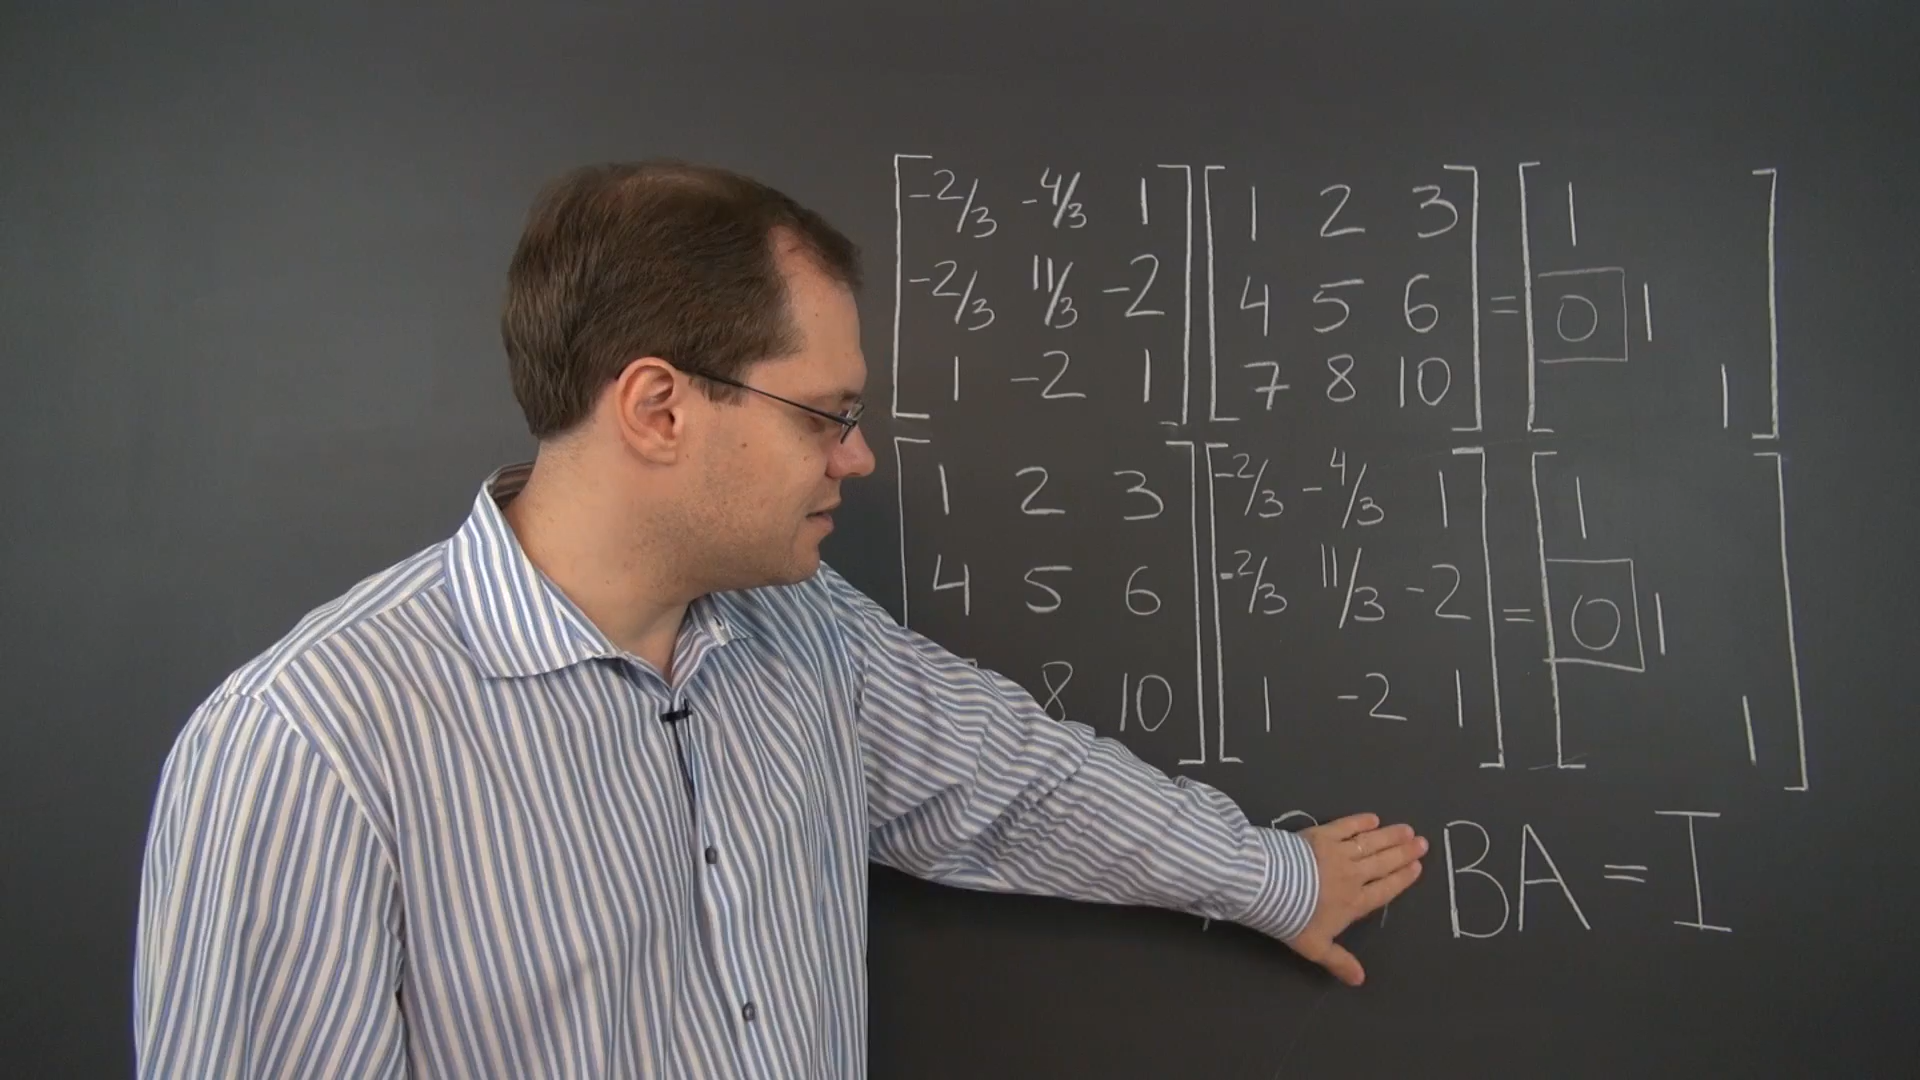 -2/3 -4/3 1 1 2 3 1
-2/3 11/3 -2 4 5 6 = 0 1
1 -2 1 7 8 10 1
1 2 3 -2/3 -4/3 1 1
4 5 6 -2/3 11/3 -2 = 0 1
8 10 1 -2 1 1
BA = I